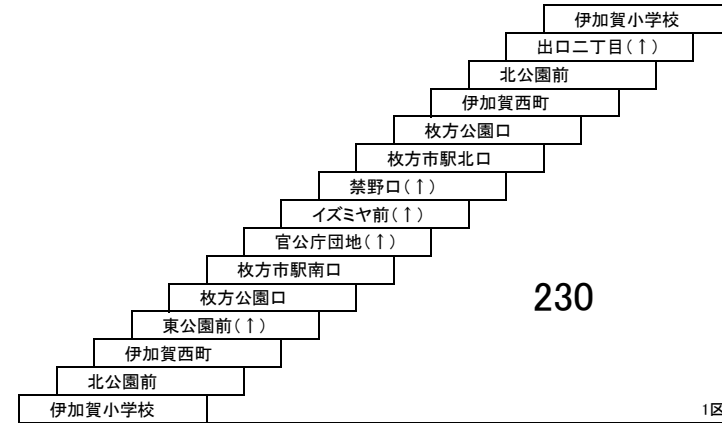 伊加賀小学校
出口二丁目(↑)
北公園前
伊加賀西町
枚方公園口
枚方市駅北口
禁野口(↑)
イズミヤ前(↑)
官公庁団地(↑)
枚方市駅南口
枚方公園口
230
東公園前(↑)
伊加賀西町
北公園前
伊加賀小学校
1区